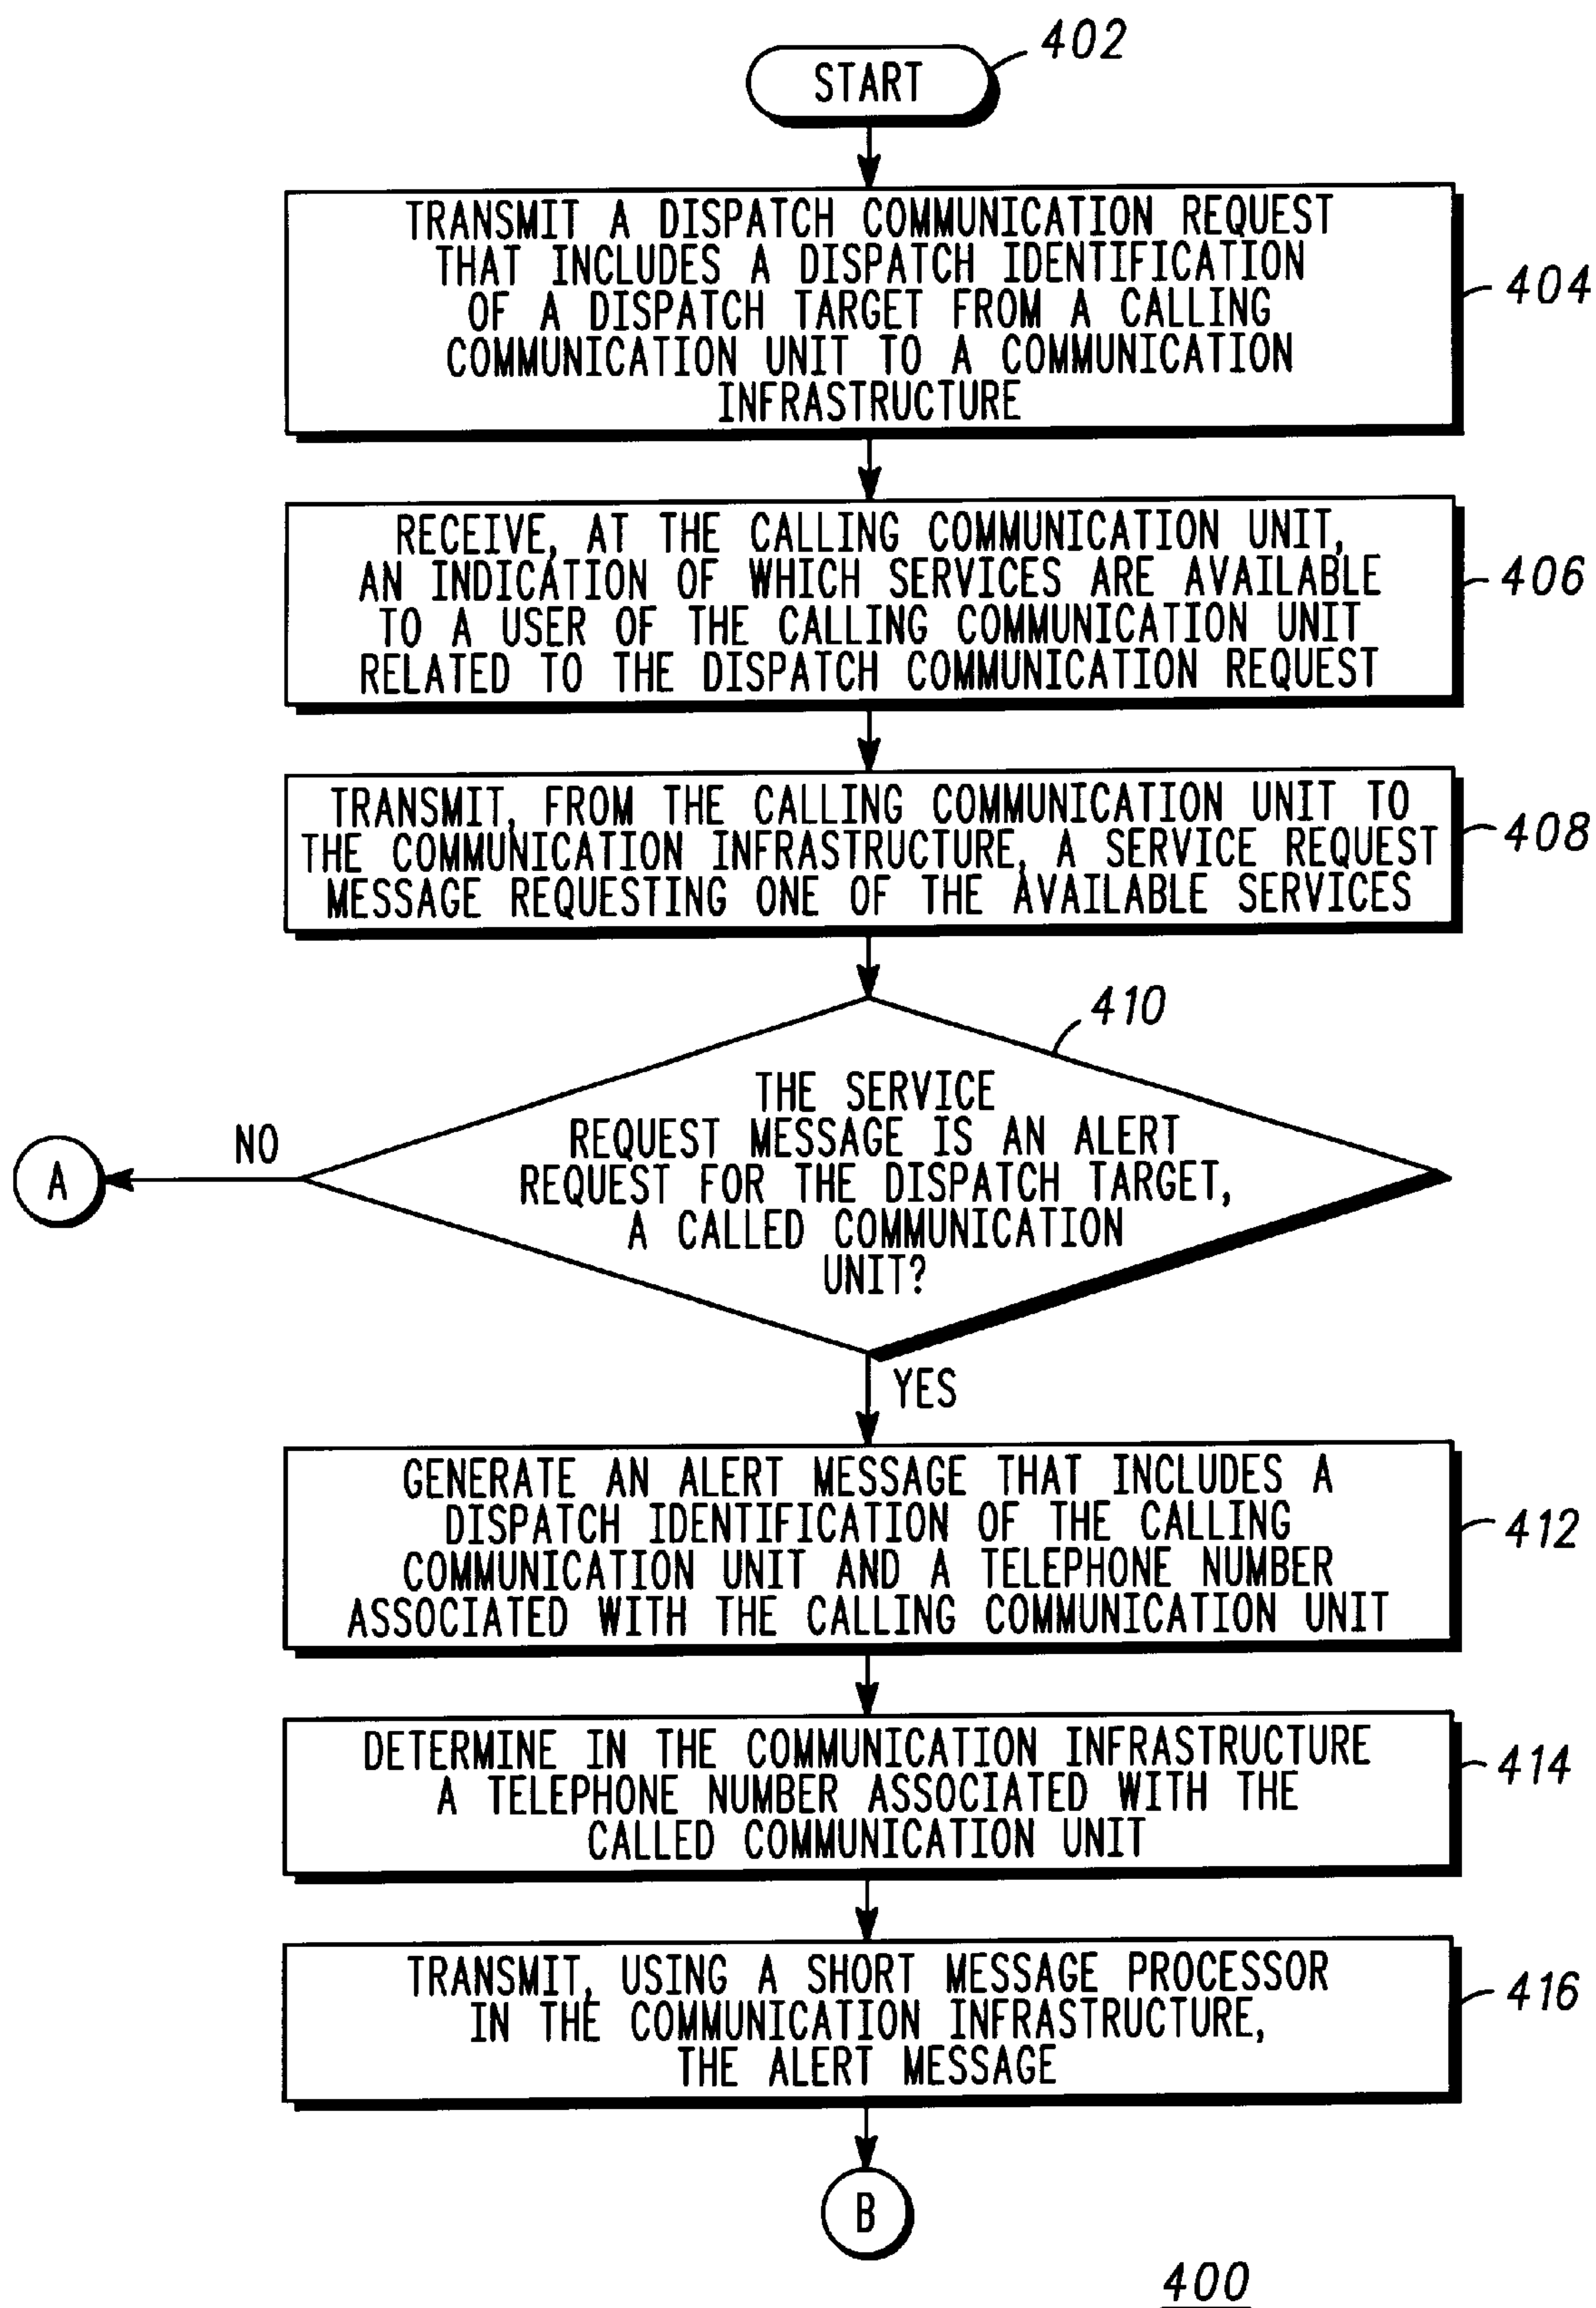 402
START
TRANSMIT A DISPATCH COMMUNICATION REQUEST
THAT INCLUDES A DISPATCH IDENTIFICATION
OF A DISPATCH TARGET FROM A CALLING
COMMUNICATION UNIT TO A COMMUNICATION
INFRASTRUCTURE
404
RECEIVE, AT THE CALLING COMMUNICATION UNIT,
AN INDICATION OF WHICH SERVICES ARE AVAILABLE
TO A USER OF THE CALLING COMMUNICATION UNIT
RELATED TO THE DISPATCH COMMUNICATION REQUEST
406
TRANSMIT, FROM THE CALLING COMMUNICATION UNIT TO
THE COMMUNICATION INFRASTRUCTURE, A SERVICE REQUEST
MESSAGE REQUESTING ONE OF THE AVAILABLE SERVICES
408
410
THE SERVICE
REQUEST MESSAGE IS AN ALERT
REQUEST FOR THE DISPATCH TARGET,
A CALLED COMMUNICATION
UNIT?
NO
A
YES
GENERATE AN ALERT MESSAGE THAT INCLUDES A
DISPATCH IDENTIFICATION OF THE CALLING
COMMUNICATION UNIT AND A TELEPHONE NUMBER
ASSOCIATED WITH THE CALLING COMMUNICATION UNIT
412
DETERMINE IN THE COMMUNICATION INFRASTRUCTURE
A TELEPHONE NUMBER ASSOCIATED WITH THE
CALLED COMMUNICATION UNIT
414
TRANSMIT, USING A SHORT MESSAGE PROCESSOR
IN THE COMMUNICATION INFRASTRUCTURE,
THE ALERT MESSAGE
416
B
400